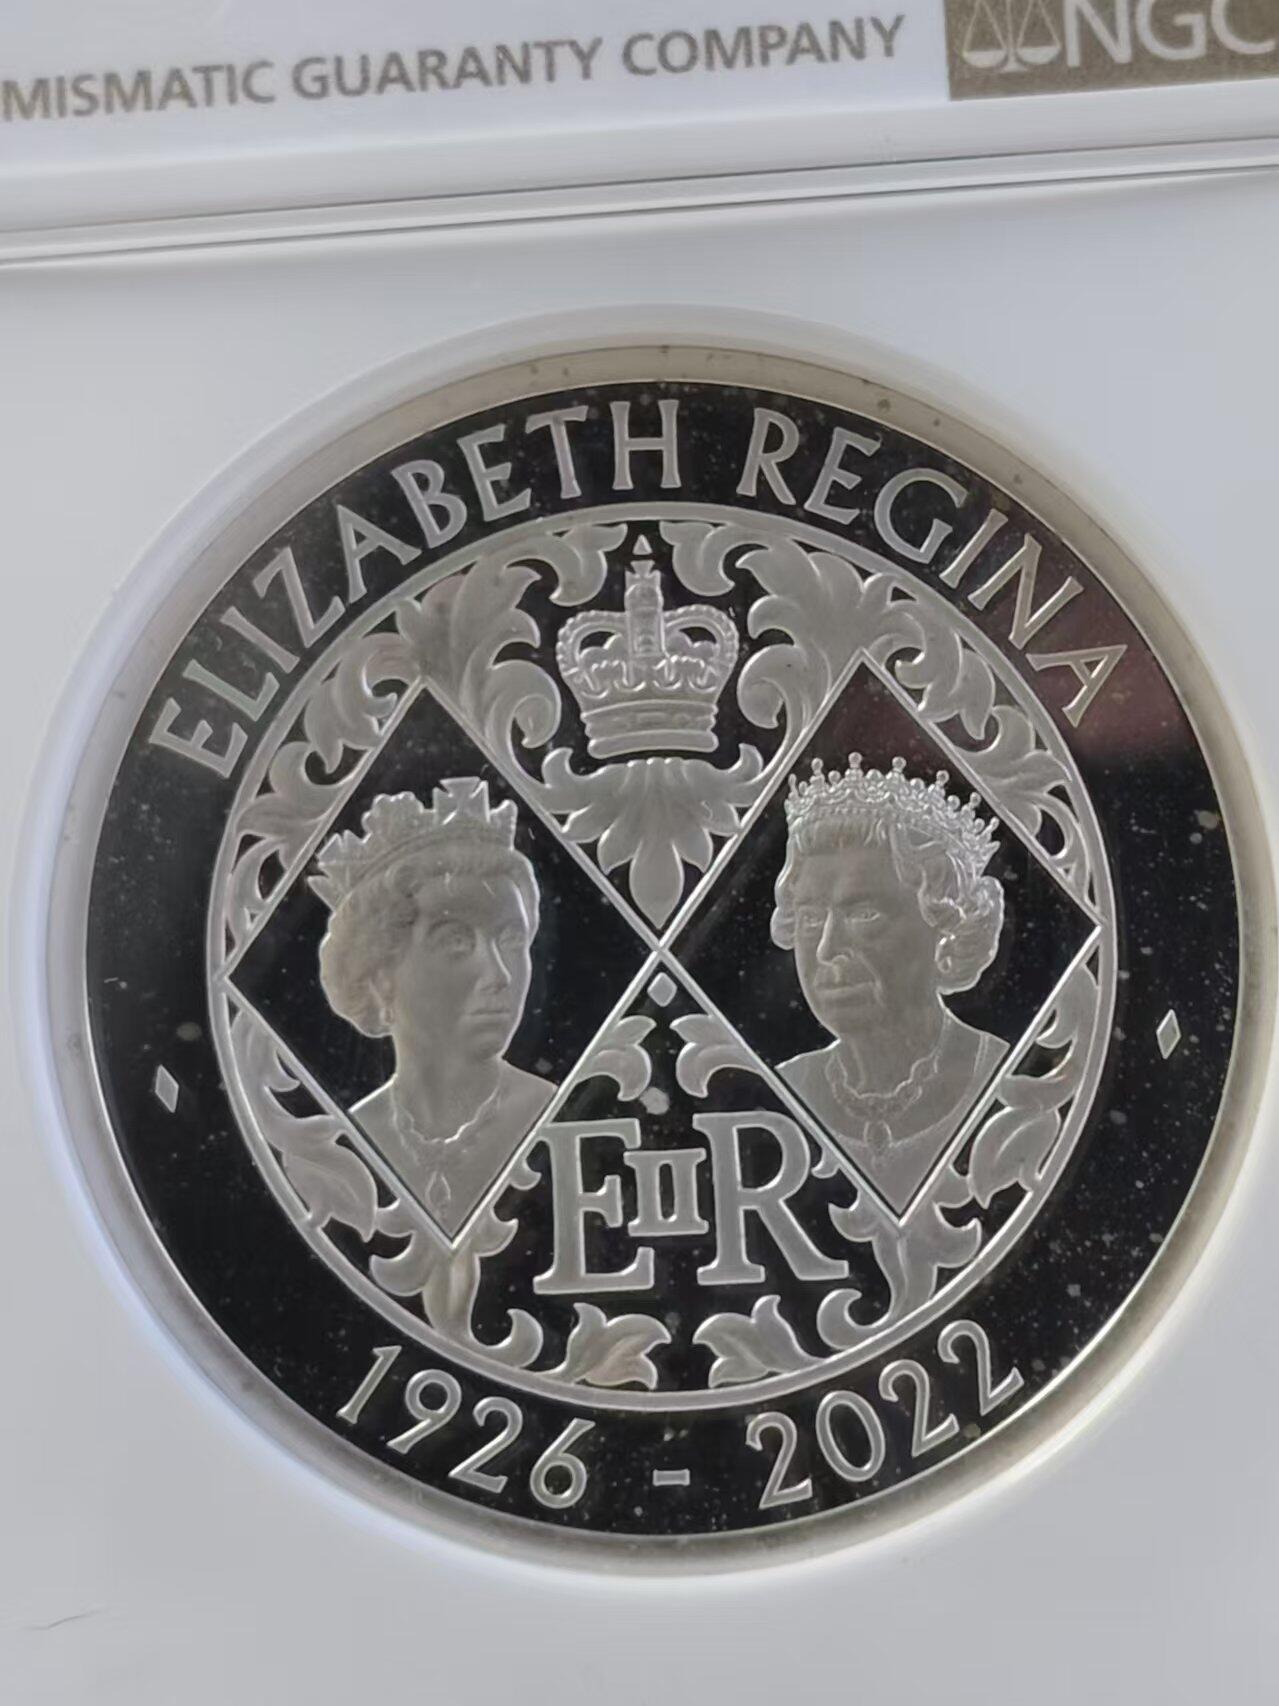 MISMATIC GUARANTY COMPANY
NGC
ELIZABETH REGINA
EIIR
1926 - 2022